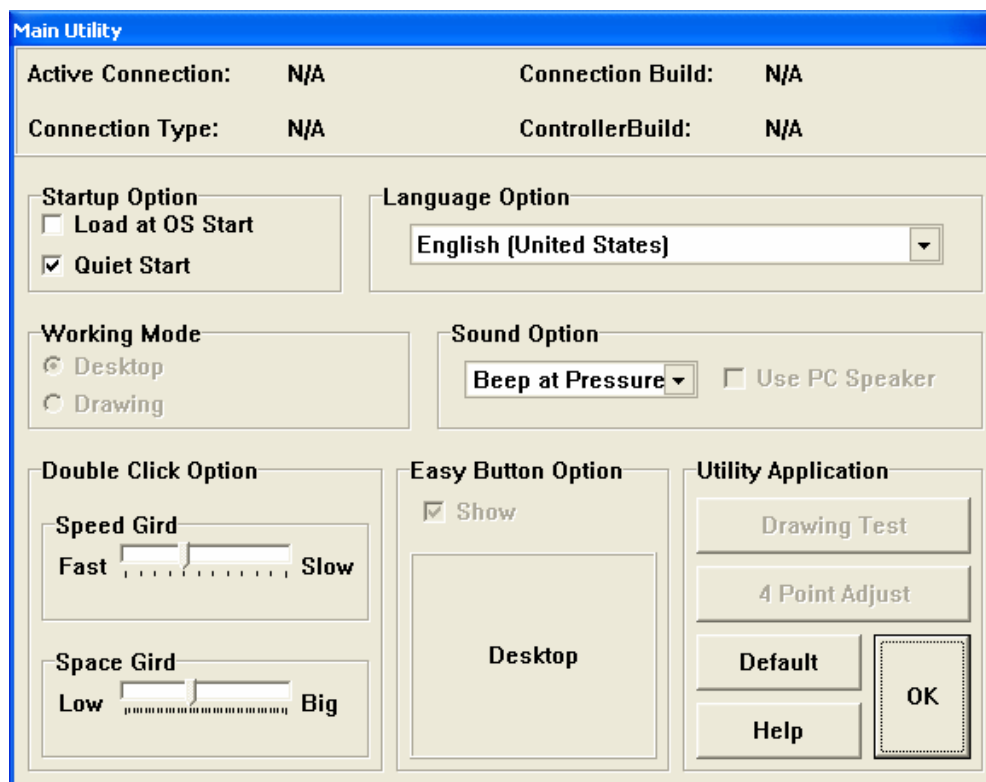 Main Utility
Active Connection: N/A Connection Build: N/A
Connection Type: N/A ControllerBuild: N/A
Startup Option
Load at OS Start
Quiet Start
Language Option
English (United States)
Working Mode
Desktop
Drawing
Sound Option
Beep at Pressure
Use PC Speaker
Double Click Option
Speed Gird
Fast Slow
Space Gird
Low Big
Easy Button Option
Show
Desktop
Utility Application
Drawing Test
4 Point Adjust
Default
Help
OK